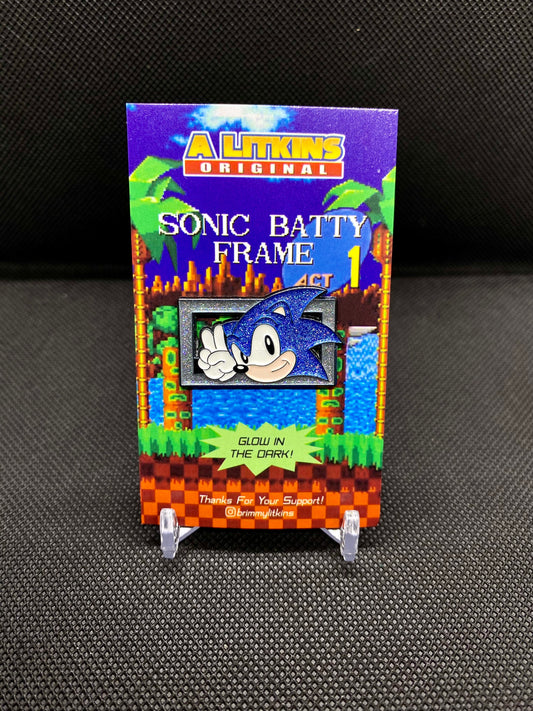 A LITKINS
ORIGINAL
SONIC BATTY
FRAME
ACT 1
GLOW IN
THE DARK!
Thanks For Your Support!
@brimmylitkins